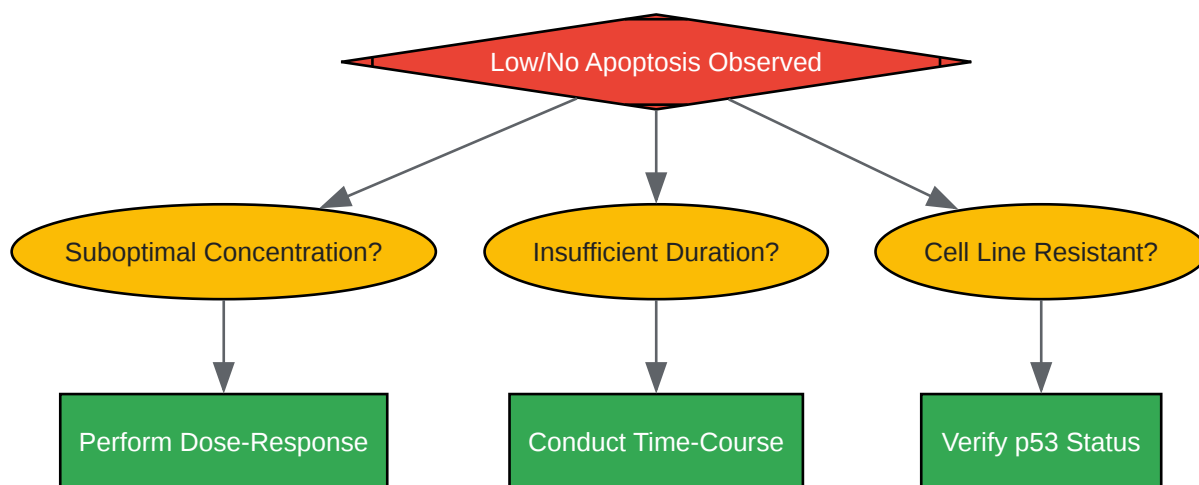 Low/No Apoptosis Observed
Suboptimal Concentration?
Insufficient Duration?
Cell Line Resistant?
Perform Dose-Response
Conduct Time-Course
Verify p53 Status